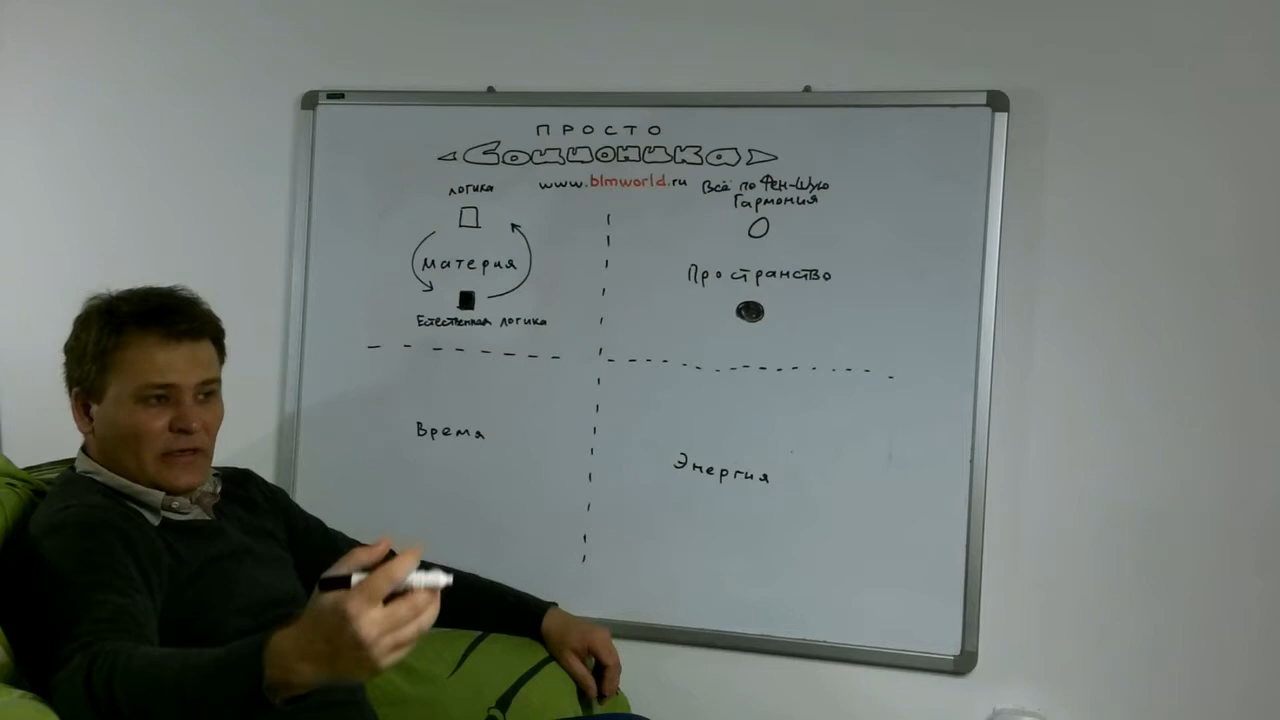 ПРОСТО
Соционика
www.blmworld.ru
логика
Материя
Естественная логика
Всё по Фен-Шую
Гармония
Пространство
Время
Энергия